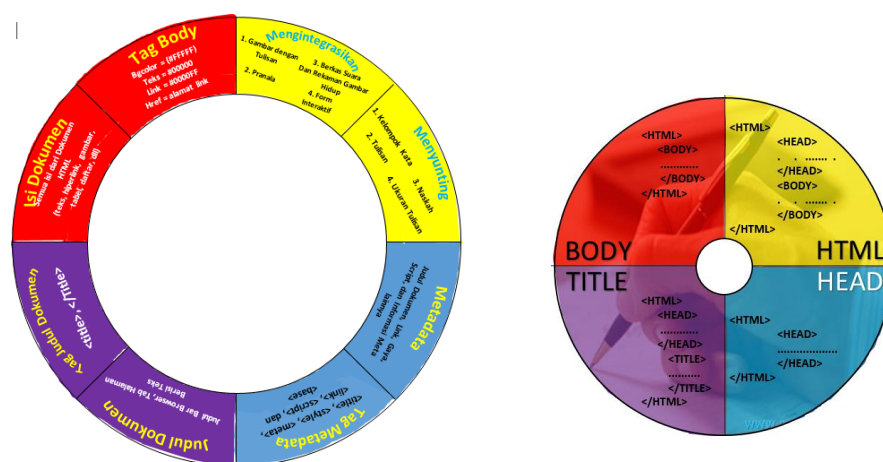 Tag Body
Bgcolor = (#FFFFF)
Teks = #00000
Link = #0000FF
Href = alamat link
Mengintegrasikan
1. Gambar dengan
Tulisan
2. Pranala
3. Berkas Suara
Dan Rekaman Gambar
Hidup
4. Form
Interaktif
Menyunting
1. Kelompok Kata
2. Tulisan
3. Naskah
4. Ukuran Tulisan
Metadata
Judul Dokumen, Link, Gaya,
Script, dan Informasi Meta
lainnya
Tag Metadata
<title>, <style>, <meta>,
<link>, <script>, dan
<base>
Judul Dokumen
Judul Bar Browser, Tab Halaman
Berisi Teks
Tag Judul Dokumen
<title>, </Title>
Isi Dokumen
Semua Isi dari Dokumen
HTML
(teks, hiperlink, gambar,
tabel, daftar, dll)
<HTML>
<BODY>
............
</BODY>
</HTML>
BODY
<HTML>
<HEAD>
. . ....... .
</HEAD>
<BODY>
. . ....... .
</BODY>
</HTML>
HTML
TITLE
<HTML>
<HEAD>
............
</HEAD>
<TITLE>
..........
</TITLE>
</HTML>
HEAD
<HTML>
<HEAD>
...................
</HEAD>
</HTML>
www